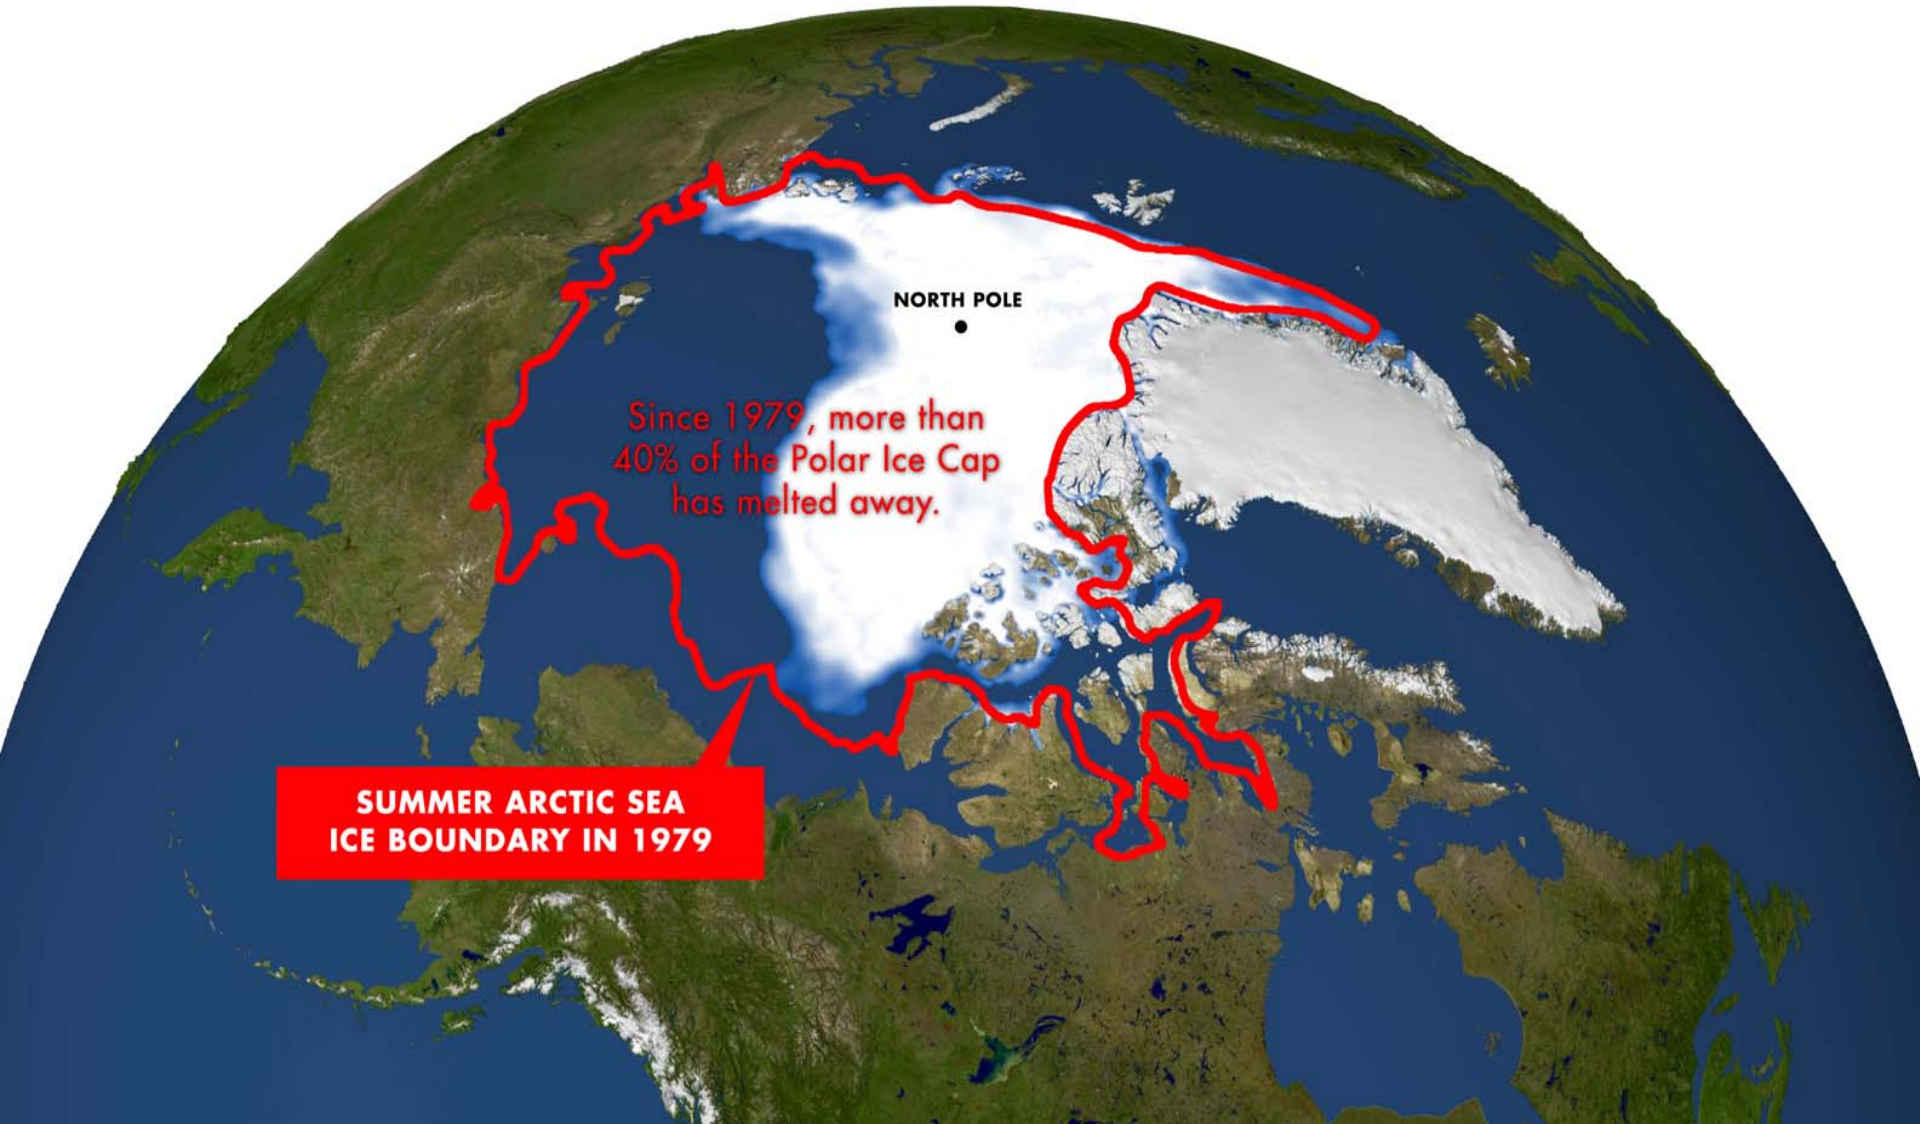 NORTH POLE
Since 1979, more than
40% of the Polar Ice Cap
has melted away.
SUMMER ARCTIC SEA
ICE BOUNDARY IN 1979